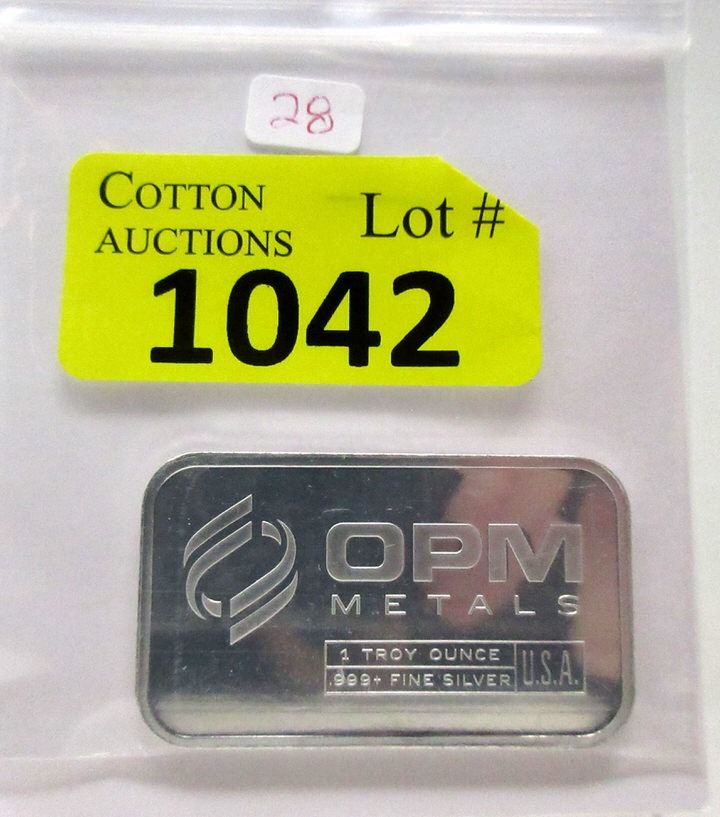 28
COTTON
AUCTIONS
Lot #
1042
OPM
METALS
1 TROY OUNCE
.999+ FINE SILVER
U.S.A.